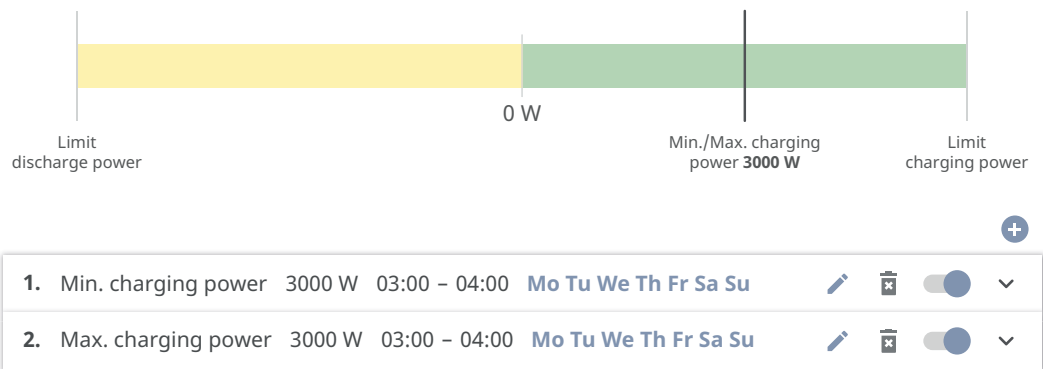 0 W
Limit
discharge power
Min./Max. charging
power 3000 W
Limit
charging power
1. Min. charging power 3000 W 03:00 – 04:00 Mo Tu We Th Fr Sa Su
2. Max. charging power 3000 W 03:00 – 04:00 Mo Tu We Th Fr Sa Su